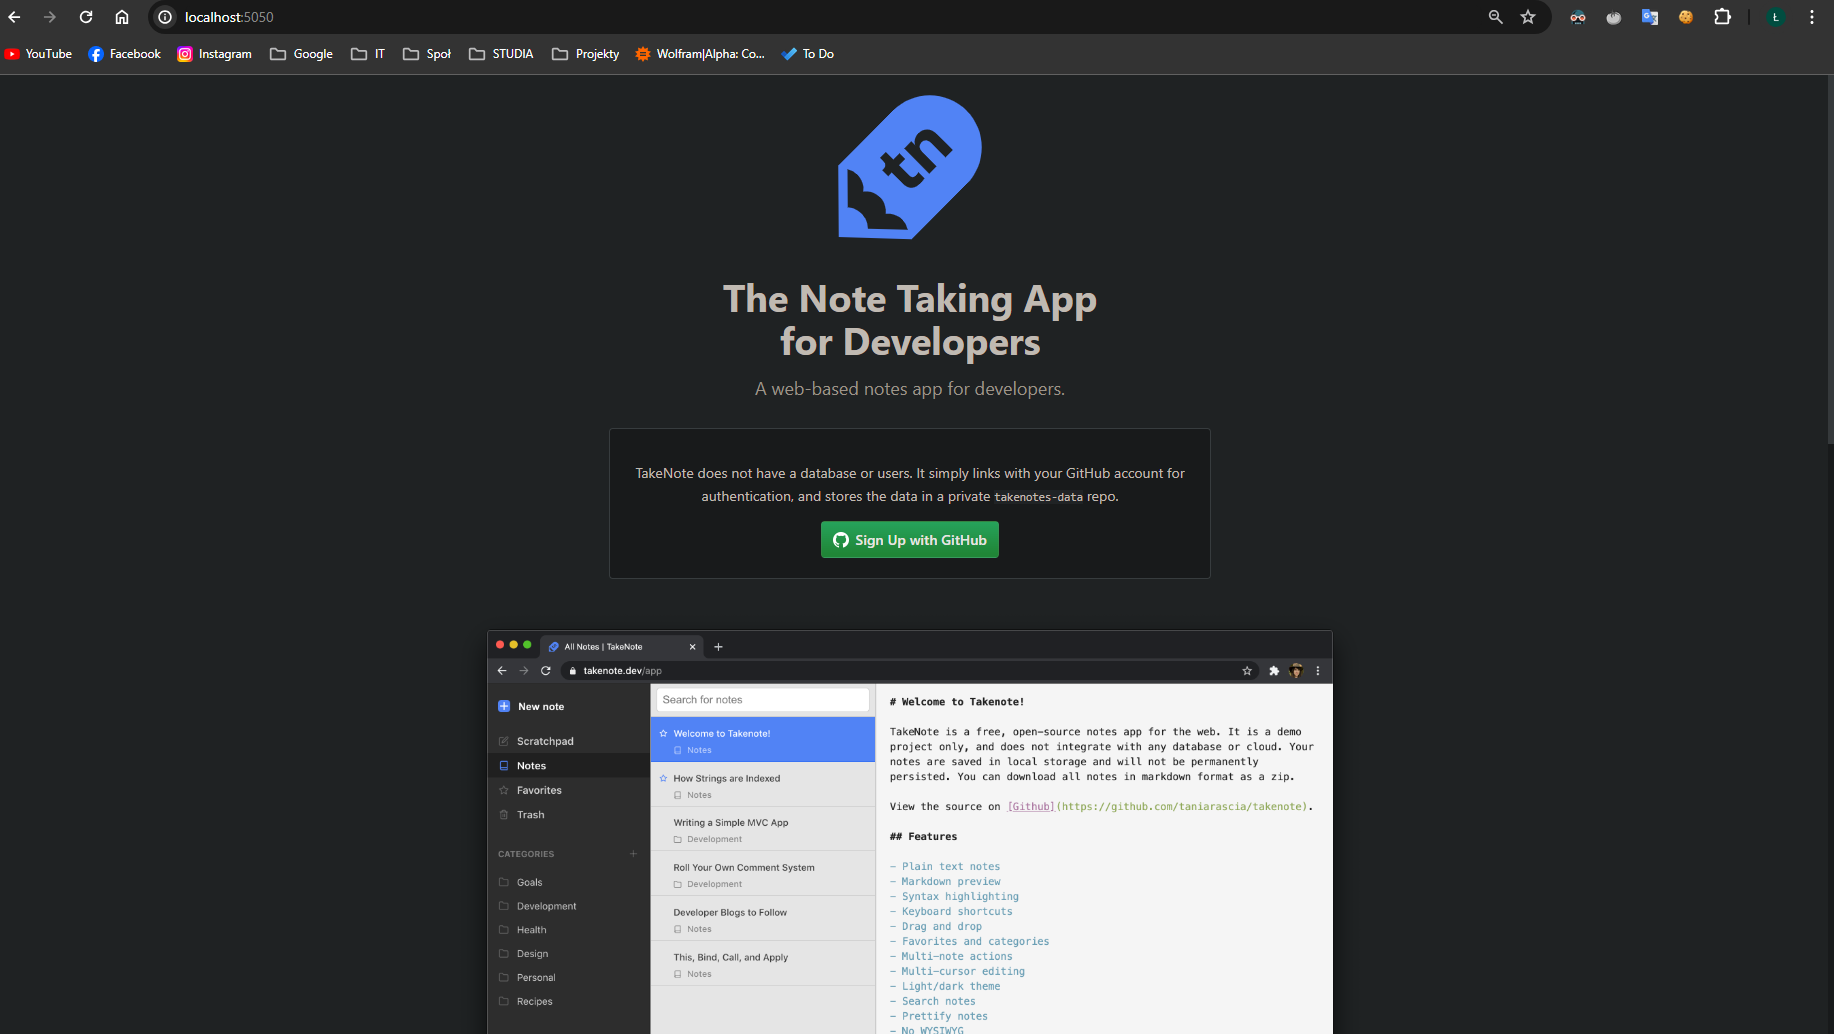 localhost:5050
Ł
YouTube
Facebook
Instagram
Google
IT
Społ
STUDIA
Projekty
Wolfram|Alpha: Co...
To Do
tn
The Note Taking App
for Developers
A web-based notes app for developers.
TakeNote does not have a database or users. It simply links with your GitHub account for
authentication, and stores the data in a private takenotes-data repo.
Sign Up with GitHub
All Notes | TakeNote
takenote.dev/app
New note
Scratchpad
Notes
Favorites
Trash
CATEGORIES
Goals
Development
Health
Design
Personal
Recipes
Search for notes
Welcome to Takenote!
Notes
How Strings are Indexed
Notes
Writing a Simple MVC App
Development
Roll Your Own Comment System
Development
Developer Blogs to Follow
Notes
This, Bind, Call, and Apply
Notes
# Welcome to Takenote!
TakeNote is a free, open-source notes app for the web. It is a demo
project only, and does not integrate with any database or cloud. Your
notes are saved in local storage and will not be permanently
persisted. You can download all notes in markdown format as a zip.
View the source on [Github](https://github.com/taniarascia/takenote).
## Features
- Plain text notes
- Markdown preview
- Syntax highlighting
- Keyboard shortcuts
- Drag and drop
- Favorites and categories
- Multi-note actions
- Multi-cursor editing
- Light/dark theme
- Search notes
- Prettify notes
- No WYSIWYG